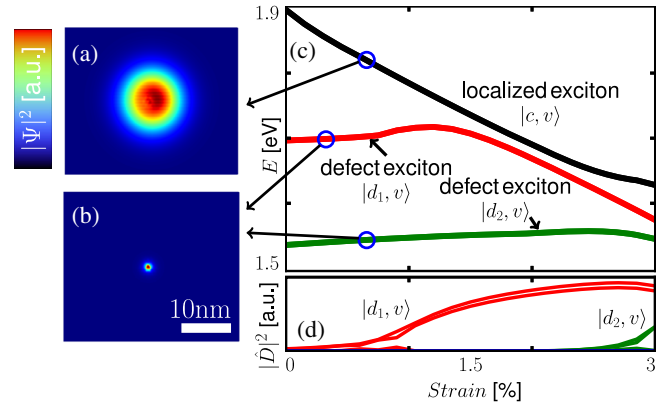 |Ψ|² [a.u.]
(a)
(b)
10nm
(c)
1.9
E [eV]
1.5
localized exciton
|c, v⟩
defect exciton
|d₁, v⟩
defect exciton
|d₂, v⟩
|D̂|² [a.u.]
|d₁, v⟩
|d₂, v⟩
(d)
0
1.5
3
Strain [%]